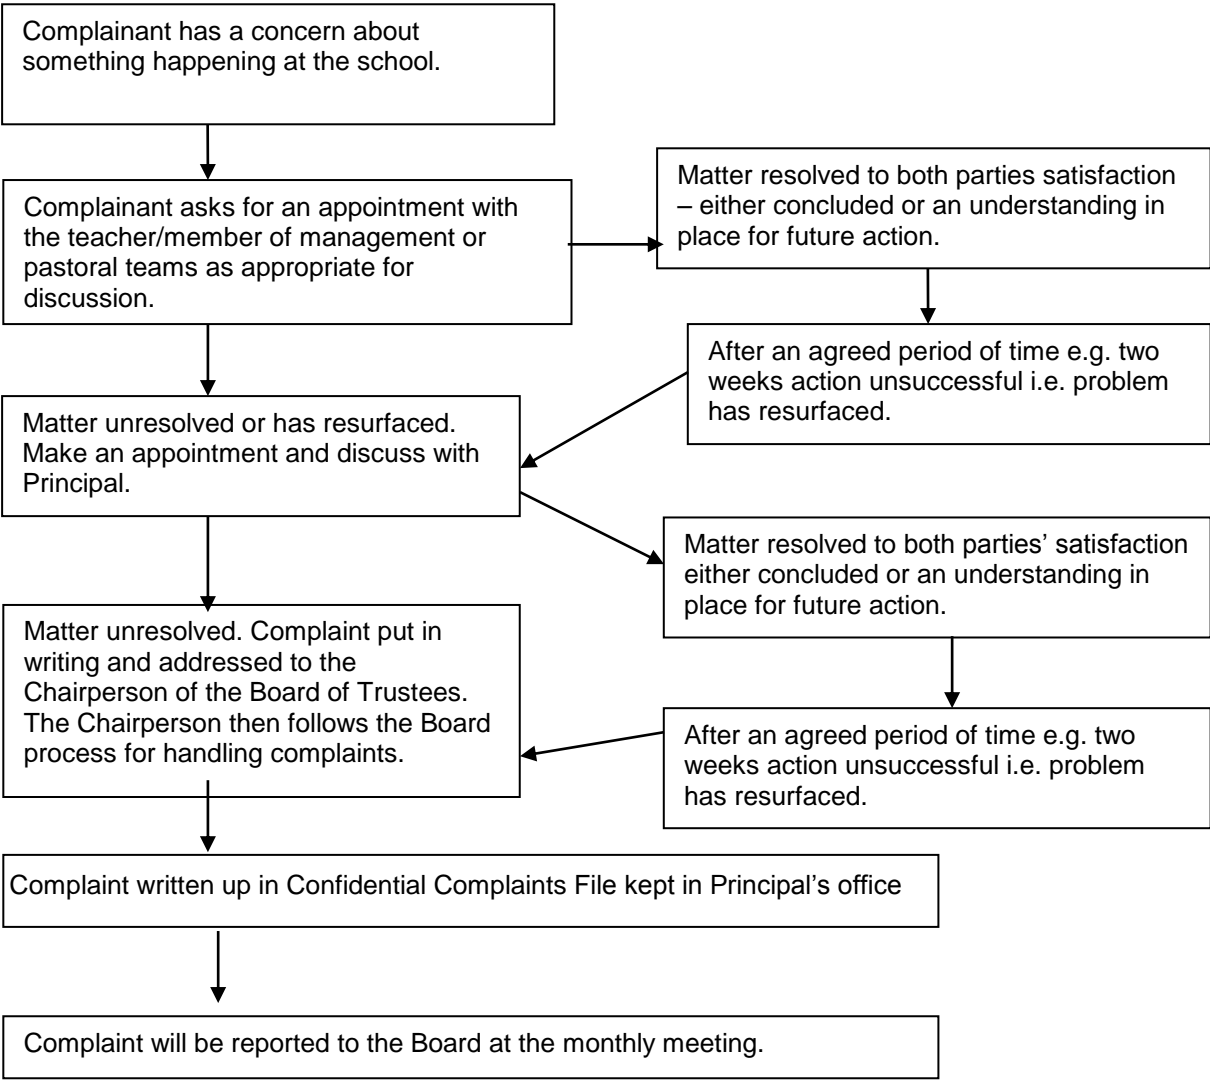 Complainant has a concern about
something happening at the school.
Complainant asks for an appointment with
the teacher/member of management or
pastoral teams as appropriate for
discussion.
Matter resolved to both parties satisfaction
– either concluded or an understanding in
place for future action.
After an agreed period of time e.g. two
weeks action unsuccessful i.e. problem
has resurfaced.
Matter unresolved or has resurfaced.
Make an appointment and discuss with
Principal.
Matter resolved to both parties’ satisfaction
either concluded or an understanding in
place for future action.
Matter unresolved. Complaint put in
writing and addressed to the
Chairperson of the Board of Trustees.
The Chairperson then follows the Board
process for handling complaints.
After an agreed period of time e.g. two
weeks action unsuccessful i.e. problem
has resurfaced.
Complaint written up in Confidential Complaints File kept in Principal’s office
Complaint will be reported to the Board at the monthly meeting.